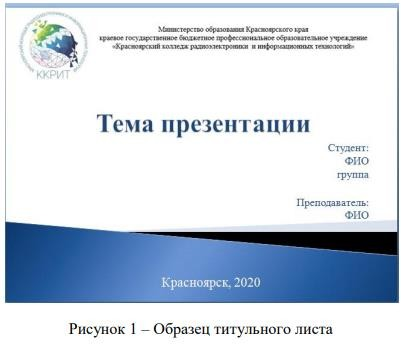 Министерство образования Красноярского края
краевое государственное бюджетное профессиональное образовательное учреждение
«Красноярский колледж радиоэлектроники и информационных технологий»
ККРИТ
Тема презентации
Студент:
ФИО
группа
Преподаватель:
ФИО
Красноярск, 2020
Рисунок 1 – Образец титульного листа